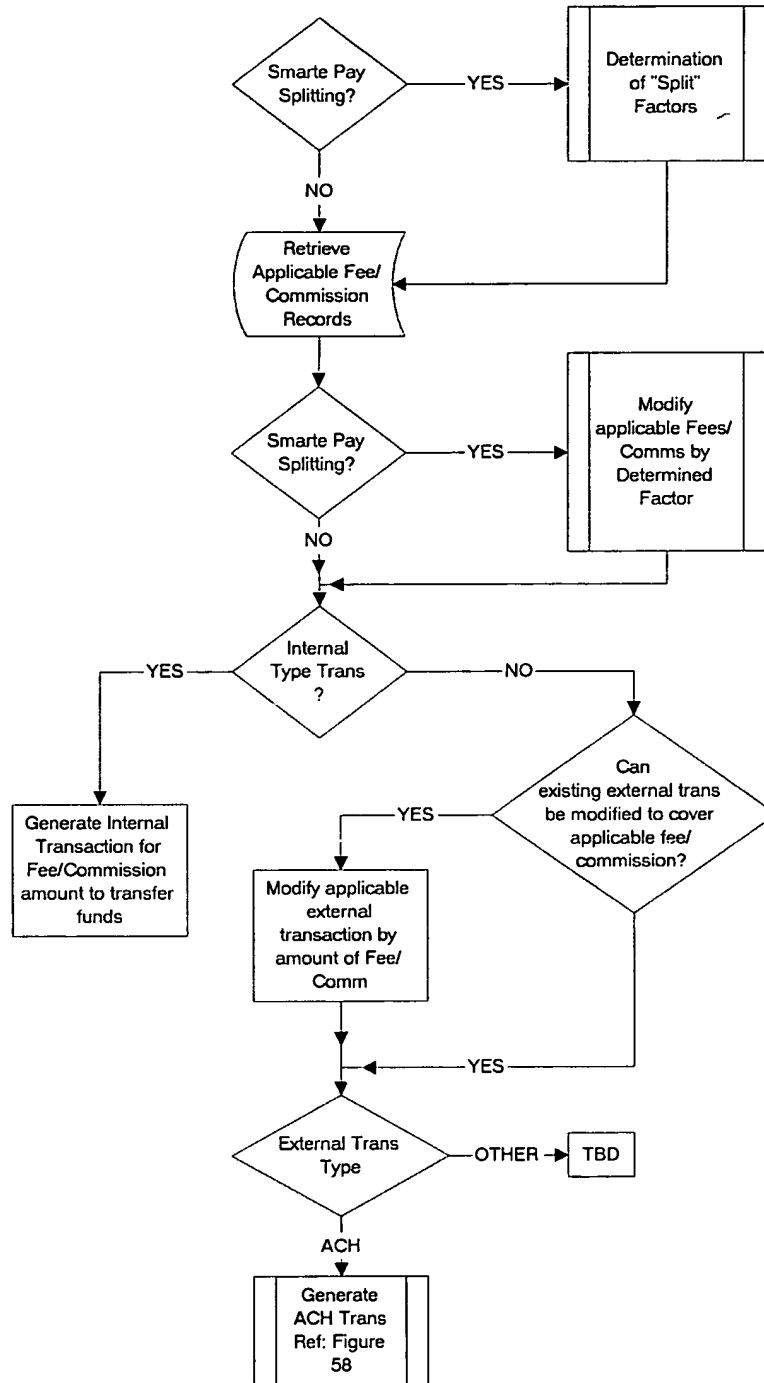 Smarte Pay
Splitting?
YES
Determination
of "Split"
Factors
NO
Retrieve
Applicable Fee/
Commission
Records
Smarte Pay
Splitting?
YES
Modify
applicable Fees/
Comms by
Determined
Factor
NO
Internal
Type Trans
?
YES
NO
Can
existing external trans
be modified to cover
applicable fee/
commission?
YES
Generate Internal
Transaction for
Fee/Commission
amount to transfer
funds
Modify applicable
external
transaction by
amount of Fee/
Comm
YES
External Trans
Type
OTHER
TBD
ACH
Generate
ACH Trans
Ref: Figure
58